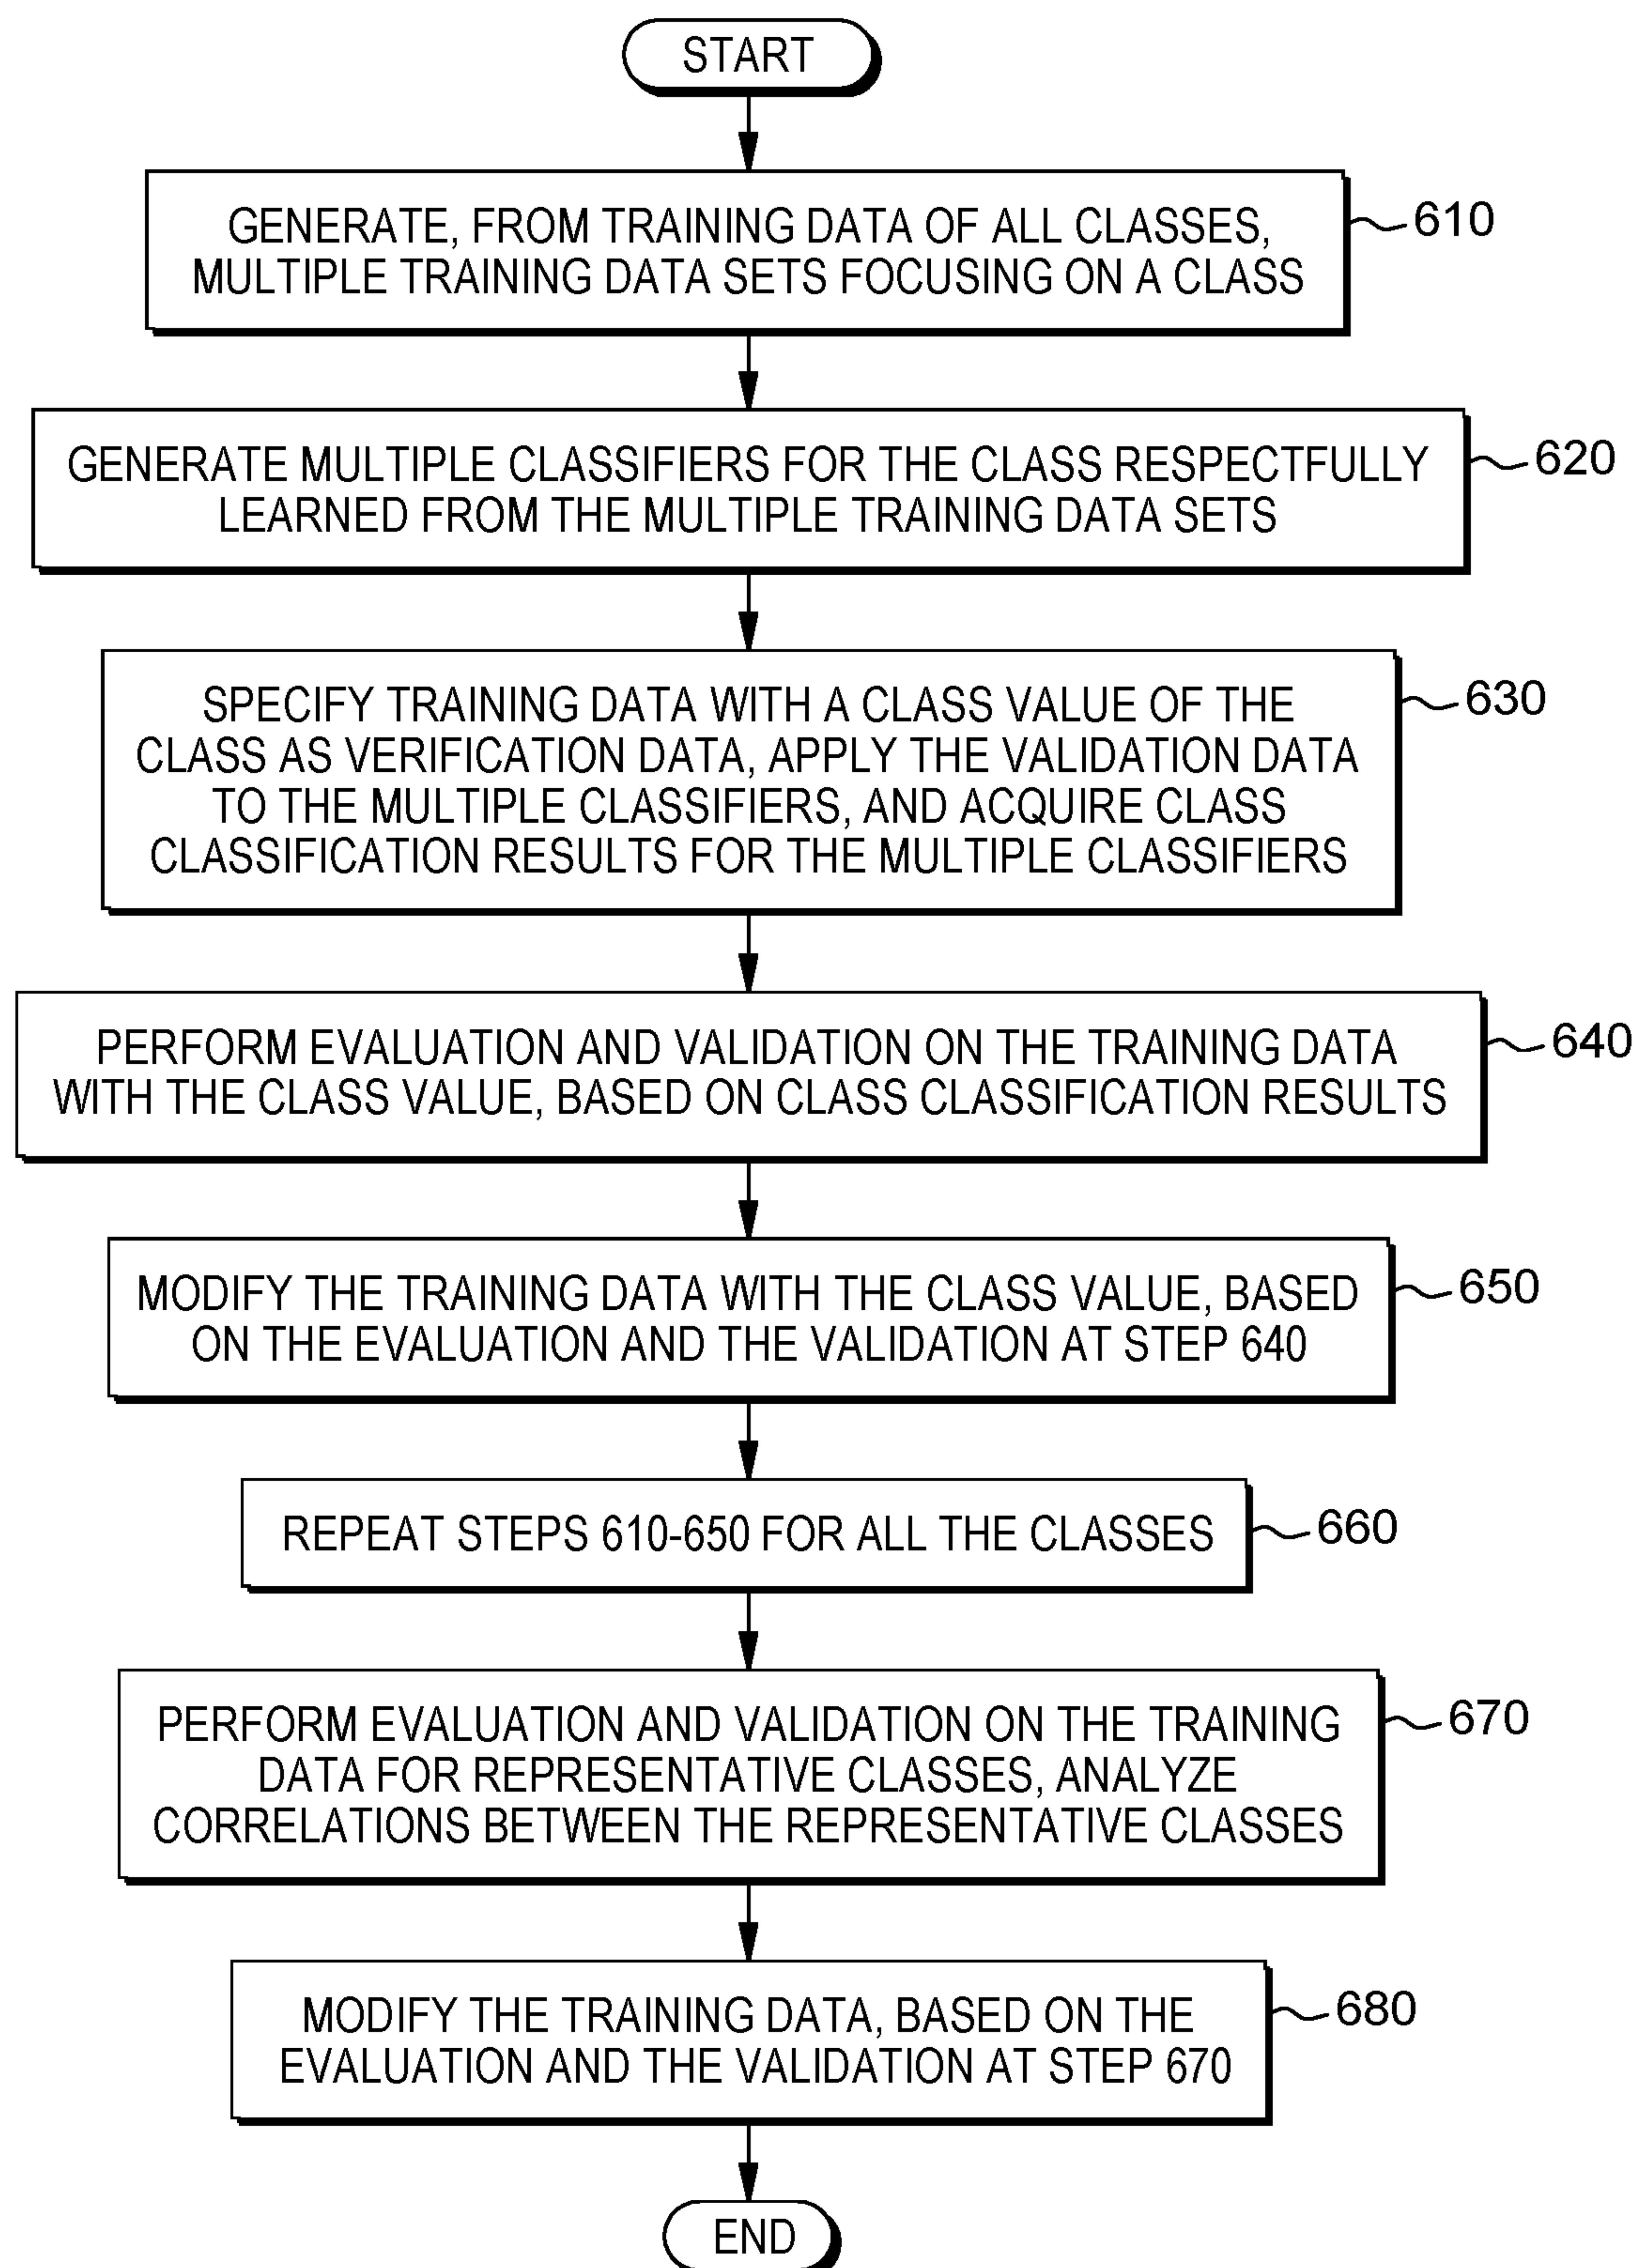 START
GENERATE, FROM TRAINING DATA OF ALL CLASSES,
MULTIPLE TRAINING DATA SETS FOCUSING ON A CLASS
610
GENERATE MULTIPLE CLASSIFIERS FOR THE CLASS RESPECTFULLY
LEARNED FROM THE MULTIPLE TRAINING DATA SETS
620
SPECIFY TRAINING DATA WITH A CLASS VALUE OF THE
CLASS AS VERIFICATION DATA, APPLY THE VALIDATION DATA
TO THE MULTIPLE CLASSIFIERS, AND ACQUIRE CLASS
CLASSIFICATION RESULTS FOR THE MULTIPLE CLASSIFIERS
630
PERFORM EVALUATION AND VALIDATION ON THE TRAINING DATA
WITH THE CLASS VALUE, BASED ON CLASS CLASSIFICATION RESULTS
640
MODIFY THE TRAINING DATA WITH THE CLASS VALUE, BASED
ON THE EVALUATION AND THE VALIDATION AT STEP 640
650
REPEAT STEPS 610-650 FOR ALL THE CLASSES
660
PERFORM EVALUATION AND VALIDATION ON THE TRAINING
DATA FOR REPRESENTATIVE CLASSES, ANALYZE
CORRELATIONS BETWEEN THE REPRESENTATIVE CLASSES
670
MODIFY THE TRAINING DATA, BASED ON THE
EVALUATION AND THE VALIDATION AT STEP 670
680
END